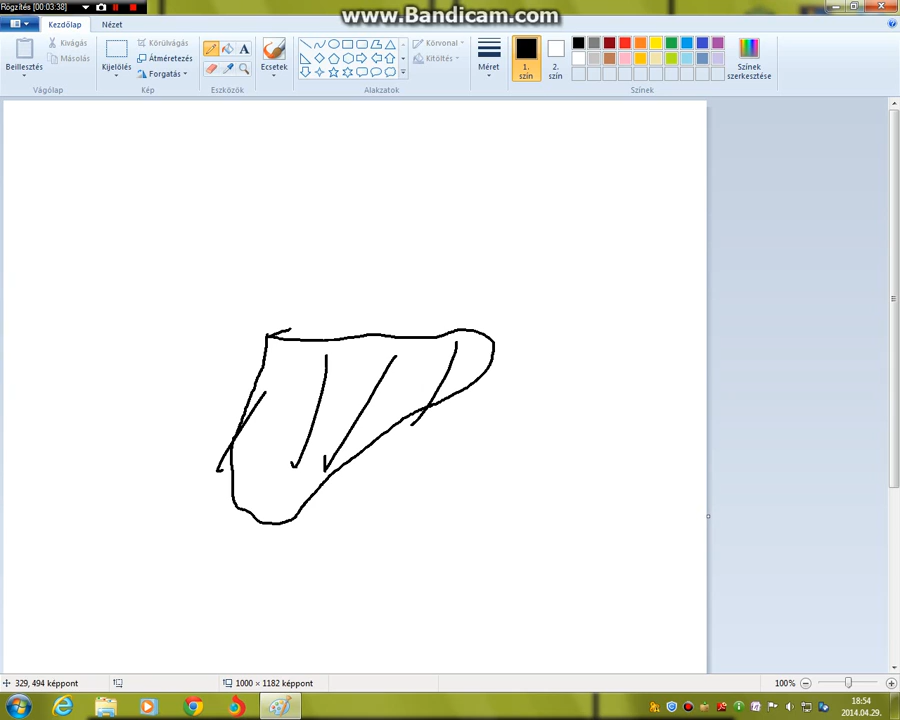 Rögzítés [00:03:38]
www.Bandicam.com
Kezdőlap Nézet
Beillesztés
Kivágás
Másolás
Vágólap
Kijelölés
Körülvágás
Átméretezés
Forgatás
Kép
A
Eszközök
Ecsetek
Körvonal
Kitöltés
Alakzatok
Méret
1. szín
2. szín
Színek szerkesztése
Színek
329, 494 képpont
1000 × 1182 képpont
100%
18:54
2014.04.29.